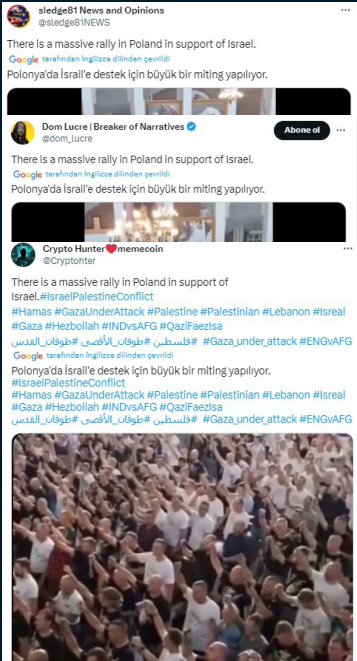 sledge81 News and Opinions
@sledge81NEWS
There is a massive rally in Poland in support of Israel.
Google tarafından İngilizce dilinden çevrildi
Polonya'da İsrail'e destek için büyük bir miting yapılıyor.
Dom Lucre | Breaker of Narratives
@dom_lucre
Abone ol
There is a massive rally in Poland in support of Israel.
Google tarafından İngilizce dilinden çevrildi
Polonya'da İsrail'e destek için büyük bir miting yapılıyor.
Crypto Hunter❤️memecoin
@Cryptohter
There is a massive rally in Poland in support of
Israel.#IsraelPalestineConflict
#Hamas #GazaUnderAttack #Palestine #Palestinian #Lebanon #Isreal
#Gaza #Hezbollah #INDvsAFG #QaziFaezIsa
#فلسطين #طوفان_الأقصى #طوفان_القدس #Gaza_under_attack #ENGvAFG
Google tarafından İngilizce dilinden çevrildi
Polonya'da İsrail'e destek için büyük bir miting yapılıyor.
#IsraelPalestineConflict
#Hamas #GazaUnderAttack #Palestine #Palestinian #Lebanon #Isreal
#Gaza #Hezbollah #INDvsAFG #QaziFaezIsa
#فلسطين #طوفان_الأقصى #طوفان_القدس #Gaza_under_attack #ENGvAFG